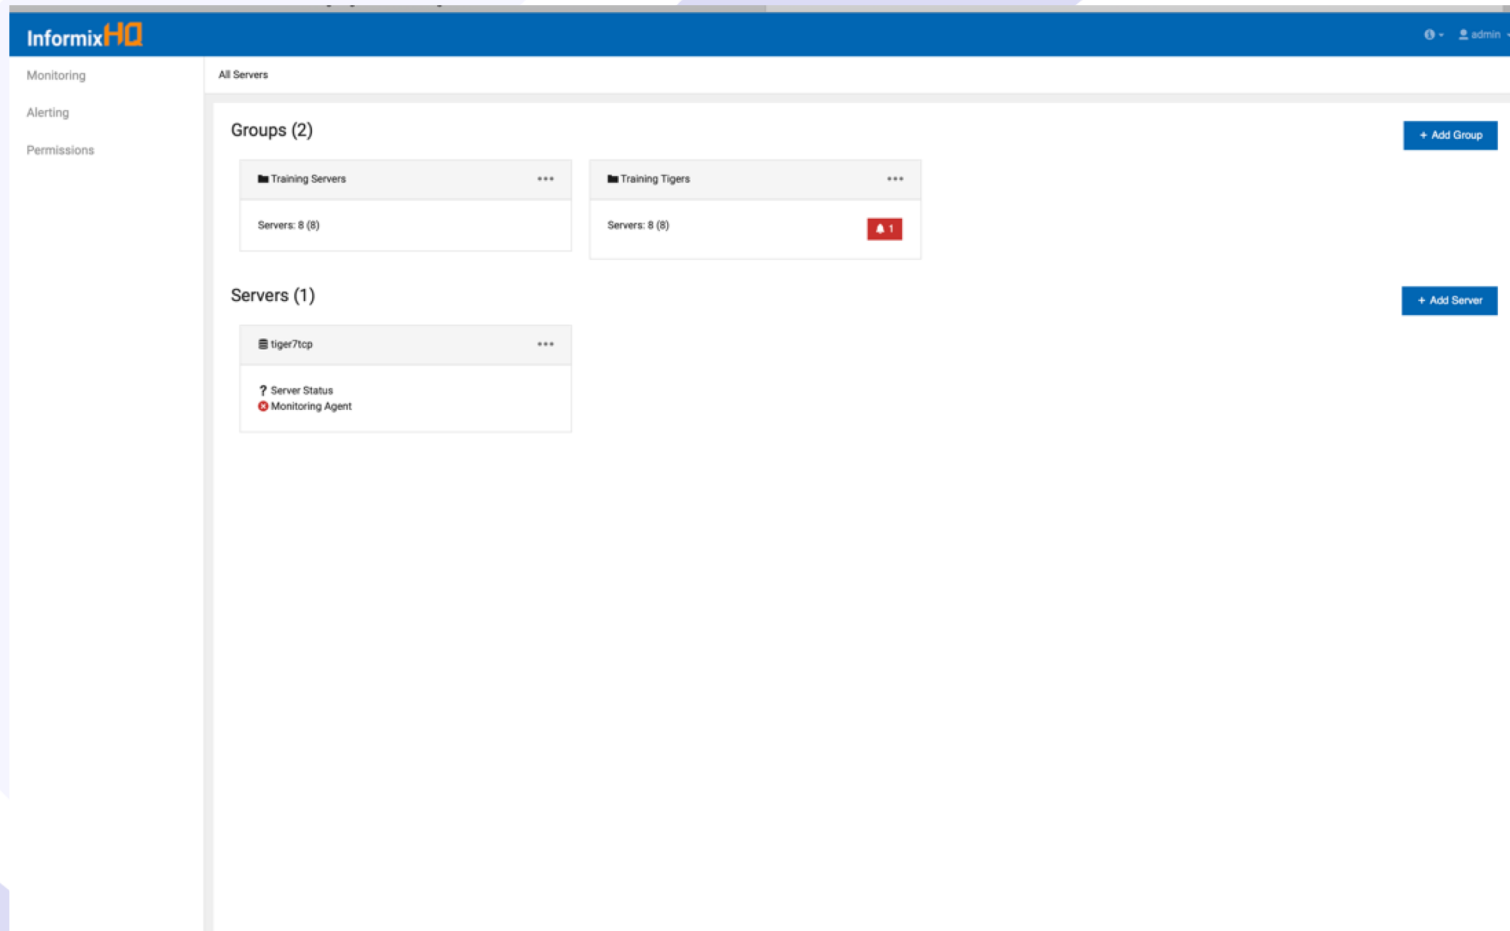 InformixHQ
admin
Monitoring
Alerting
Permissions
All Servers
Groups (2)
+ Add Group
Training Servers
Servers: 8 (8)
Training Tigers
Servers: 8 (8)
1
Servers (1)
+ Add Server
tiger7tcp
? Server Status
Monitoring Agent